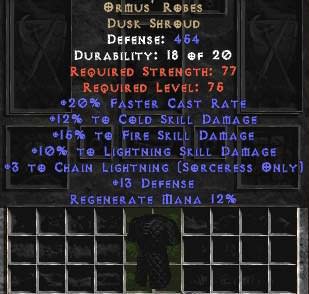 Ormus' Robes
Dusk Shroud
Defense: 454
Durability: 18 of 20
Required Strength: 77
Required Level: 75
+20% Faster Cast Rate
+12% to Cold Skill Damage
+15% to Fire Skill Damage
+10% to Lightning Skill Damage
+3 to Chain Lightning (Sorceress Only)
+13 Defense
Regenerate Mana 12%